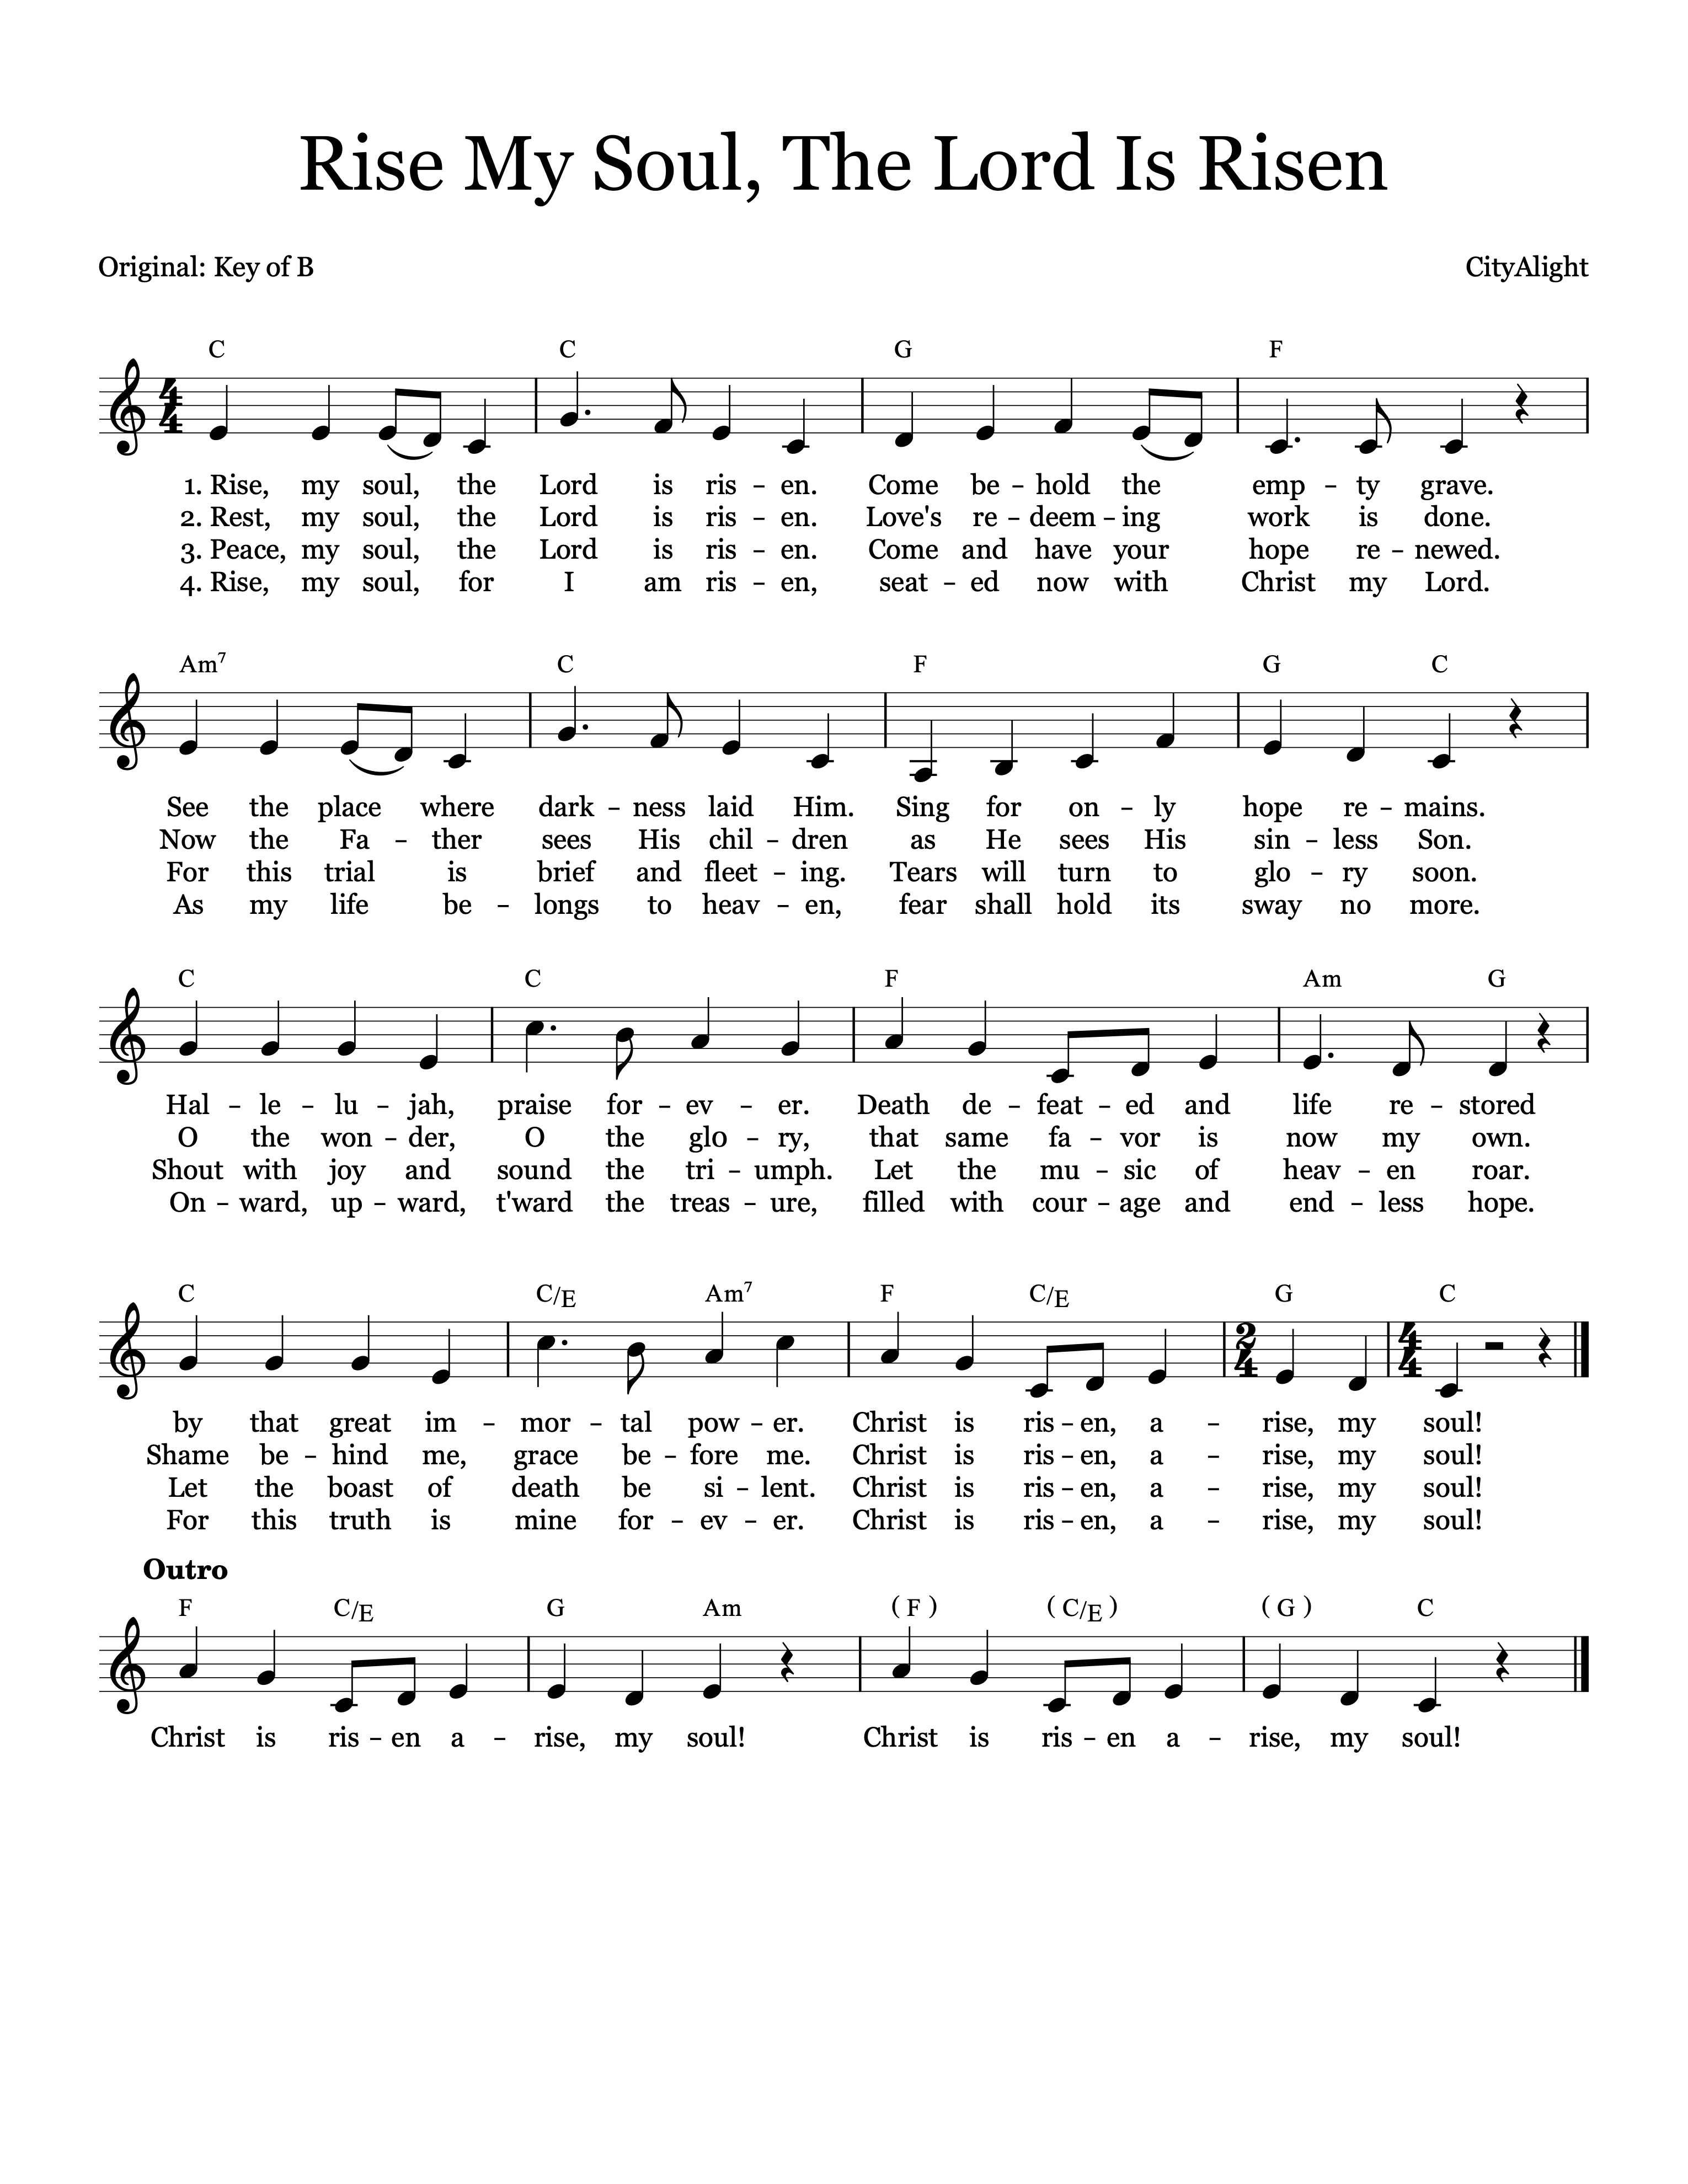 Rise My Soul, The Lord Is Risen
Original: Key of B
CityAlight
C C G F
4/4
1. Rise, my soul, the Lord is ris – en. Come be – hold the emp – ty grave.
2. Rest, my soul, the Lord is ris – en. Love's re – deem – ing work is done.
3. Peace, my soul, the Lord is ris – en. Come and have your hope re – newed.
4. Rise, my soul, for I am ris – en, seat – ed now with Christ my Lord.
Am7 C F G C
See the place where dark – ness laid Him. Sing for on – ly hope re – mains.
Now the Fa – ther sees His chil – dren as He sees His sin – less Son.
For this trial is brief and fleet – ing. Tears will turn to glo – ry soon.
As my life be – longs to heav – en, fear shall hold its sway no more.
C C F Am G
Hal – le – lu – jah, praise for – ev – er. Death de – feat – ed and life re – stored
O the won – der, O the glo – ry, that same fa – vor is now my own.
Shout with joy and sound the tri – umph. Let the mu – sic of heav – en roar.
On – ward, up – ward, t'ward the treas – ure, filled with cour – age and end – less hope.
C C/E Am7 F C/E G C
2/4 4/4
by that great im – mor – tal pow – er. Christ is ris – en, a – rise, my soul!
Shame be – hind me, grace be – fore me. Christ is ris – en, a – rise, my soul!
Let the boast of death be si – lent. Christ is ris – en, a – rise, my soul!
For this truth is mine for – ev – er. Christ is ris – en, a – rise, my soul!
Outro
F C/E G Am ( F ) ( C/E ) ( G ) C
Christ is ris – en a – rise, my soul! Christ is ris – en a – rise, my soul!